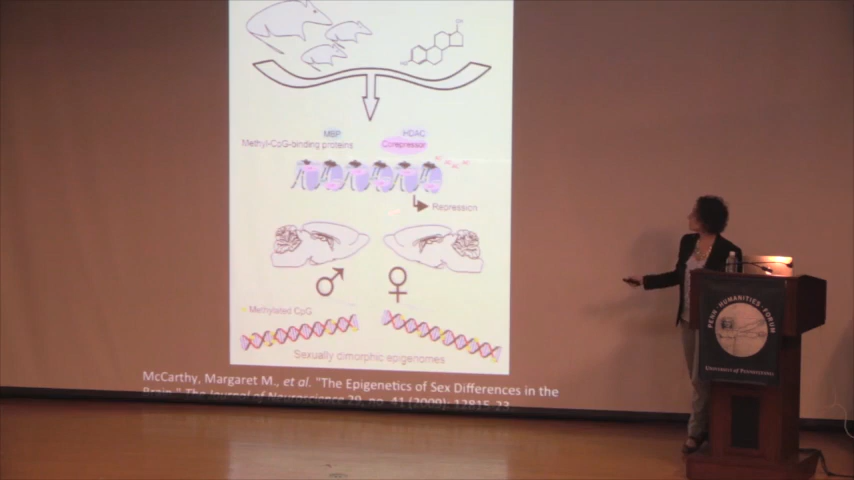 MBP
HDAC
Methyl-CpG-binding proteins
Corepressor
Repression
♂ ♀
Methylated CpG
Sexually dimorphic epigenomes
McCarthy, Margaret M., et al. "The Epigenetics of Sex Differences in the
Brain." The Journal of Neuroscience 29, no. 41 (2009): 12815-23
PENN · HUMANITIES · FORUM
UNIVERSITY of PENNSYLVANIA